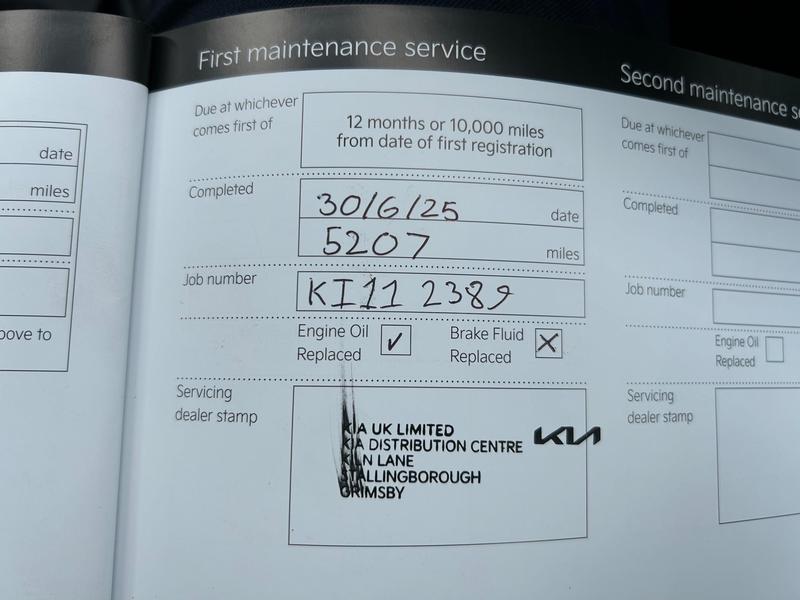 First maintenance service
Second maintenance
date
miles
bove to
Due at whichever
comes first of
12 months or 10,000 miles
from date of first registration
Completed
30/6/25 date
5207 miles
Job number
KI11 2389
Engine Oil
Replaced
✓
Brake Fluid
Replaced
X
Servicing
dealer stamp
KIA UK LIMITED
KIA DISTRIBUTION CENTRE
LANE
STALLINGBOROUGH
GRIMSBY
KIA
Due at whichever
comes first of
Completed
Job number
Engine Oil
Replaced
Servicing
dealer stamp